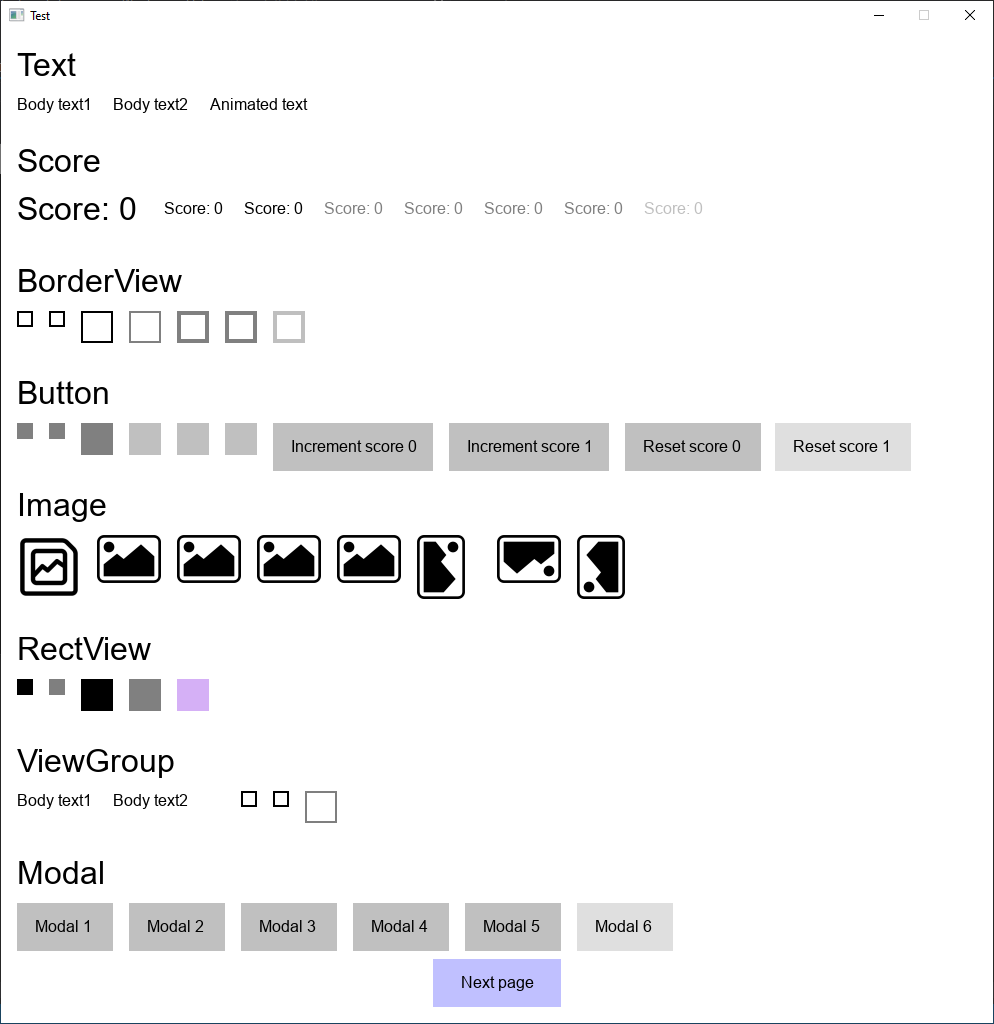 Test
Text
Body text1 Body text2 Animated text
Score
Score: 0 Score: 0 Score: 0 Score: 0 Score: 0 Score: 0 Score: 0 Score: 0
BorderView
Button
Increment score 0 Increment score 1 Reset score 0 Reset score 1
Image
RectView
ViewGroup
Body text1 Body text2
Modal
Modal 1 Modal 2 Modal 3 Modal 4 Modal 5 Modal 6
Next page